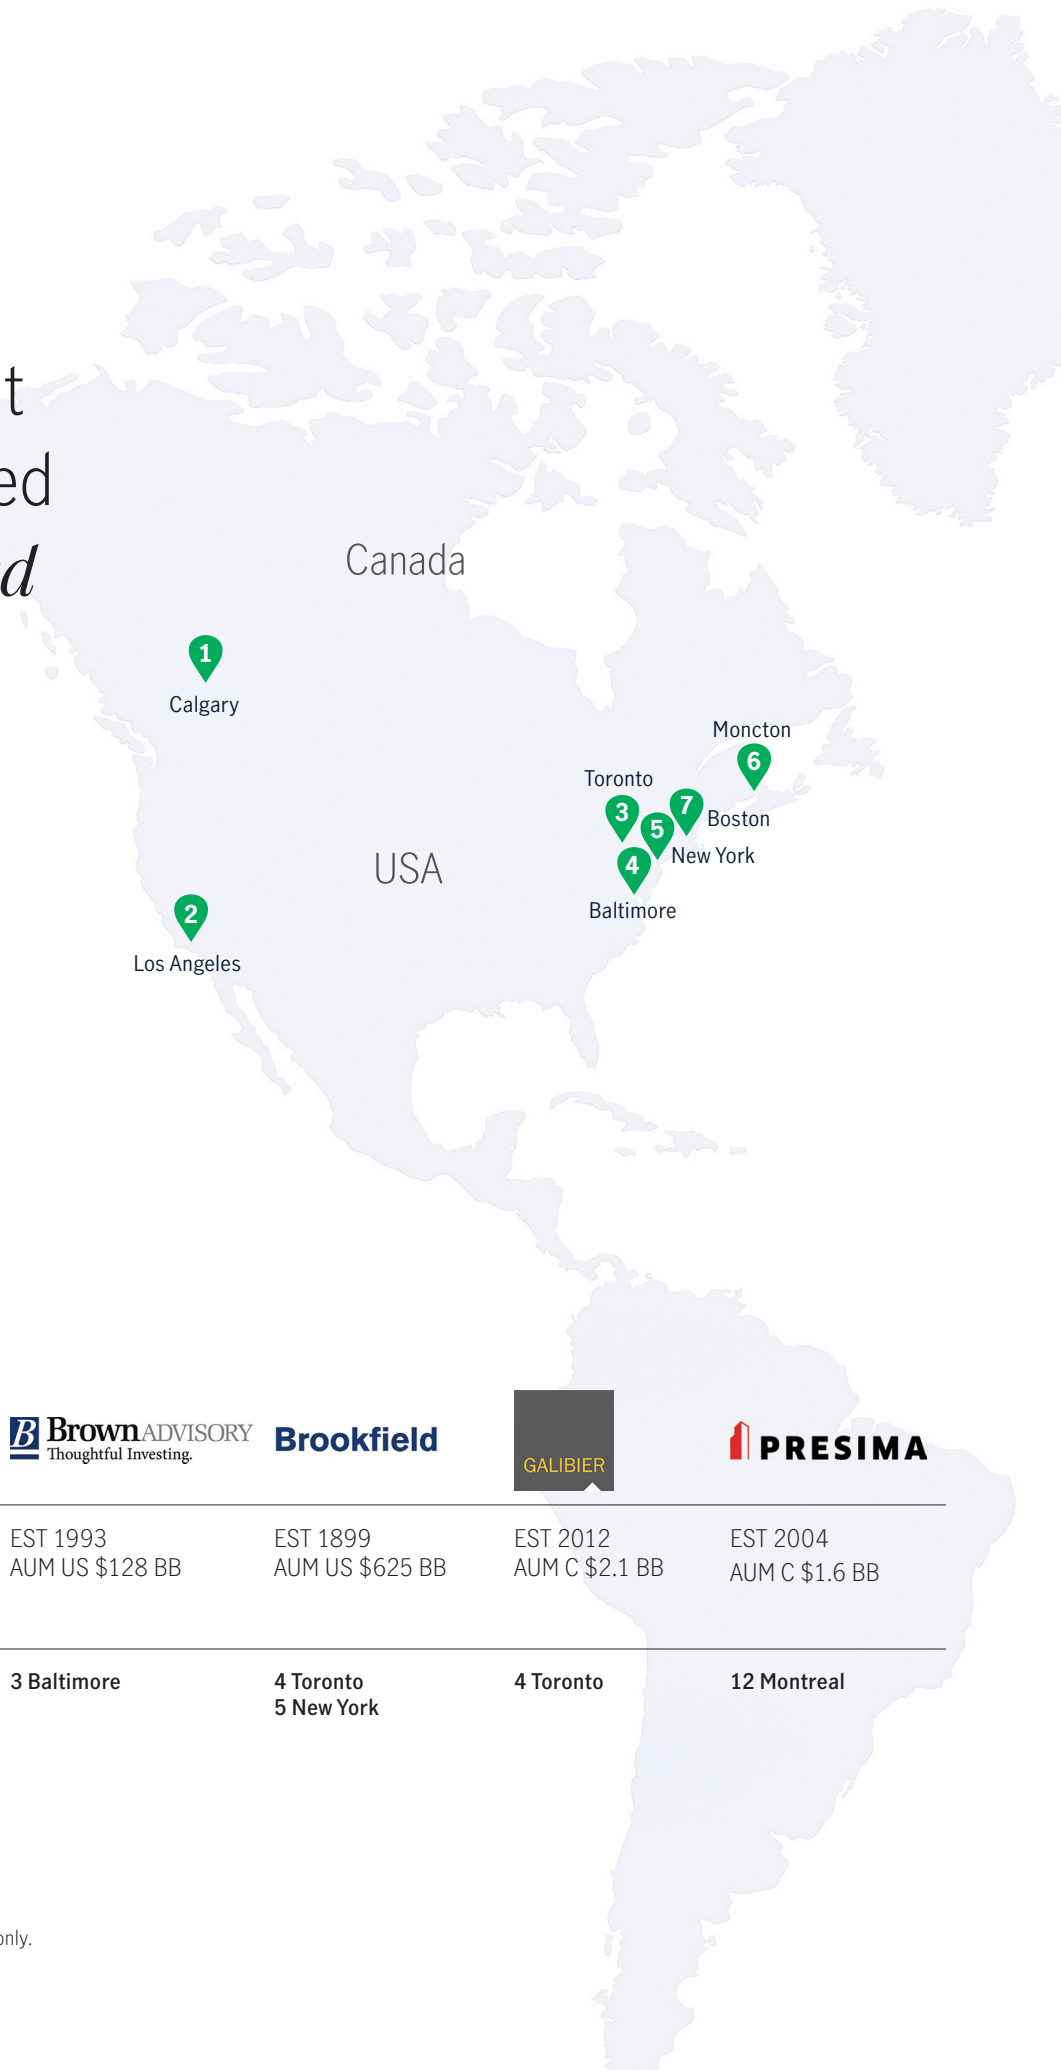 t
ed
d
Canada
1
Calgary
Moncton
6
Toronto
3
7
Boston
5
New York
USA
4
Baltimore
2
Los Angeles
B Brown ADVISORY
Thoughtful Investing.
Brookfield
GALIBIER
PRESIMA
EST 1993
AUM US $128 BB
EST 1899
AUM US $625 BB
EST 2012
AUM C $2.1 BB
EST 2004
AUM C $1.6 BB
3 Baltimore
4 Toronto
5 New York
4 Toronto
12 Montreal
only.